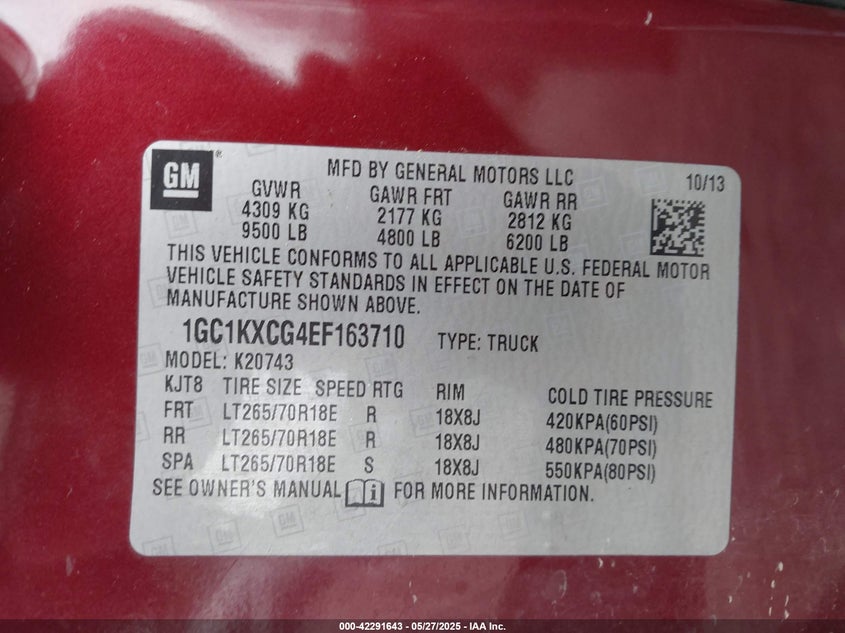 GM
®
MFD BY GENERAL MOTORS LLC
10/13
GVWR GAWR FRT GAWR RR
4309 KG 2177 KG 2812 KG
9500 LB 4800 LB 6200 LB
THIS VEHICLE CONFORMS TO ALL APPLICABLE U.S. FEDERAL MOTOR
VEHICLE SAFETY STANDARDS IN EFFECT ON THE DATE OF
MANUFACTURE SHOWN ABOVE.
1GC1KXCG4EF163710 TYPE: TRUCK
MODEL: K20743
KJT8 TIRE SIZE SPEED RTG RIM COLD TIRE PRESSURE
FRT LT265/70R18E R 18X8J 420KPA(60PSI)
RR LT265/70R18E R 18X8J 480KPA(70PSI)
SPA LT265/70R18E S 18X8J 550KPA(80PSI)
SEE OWNER'S MANUAL FOR MORE INFORMATION.
000-42291643 - 05/27/2025 - IAA Inc.